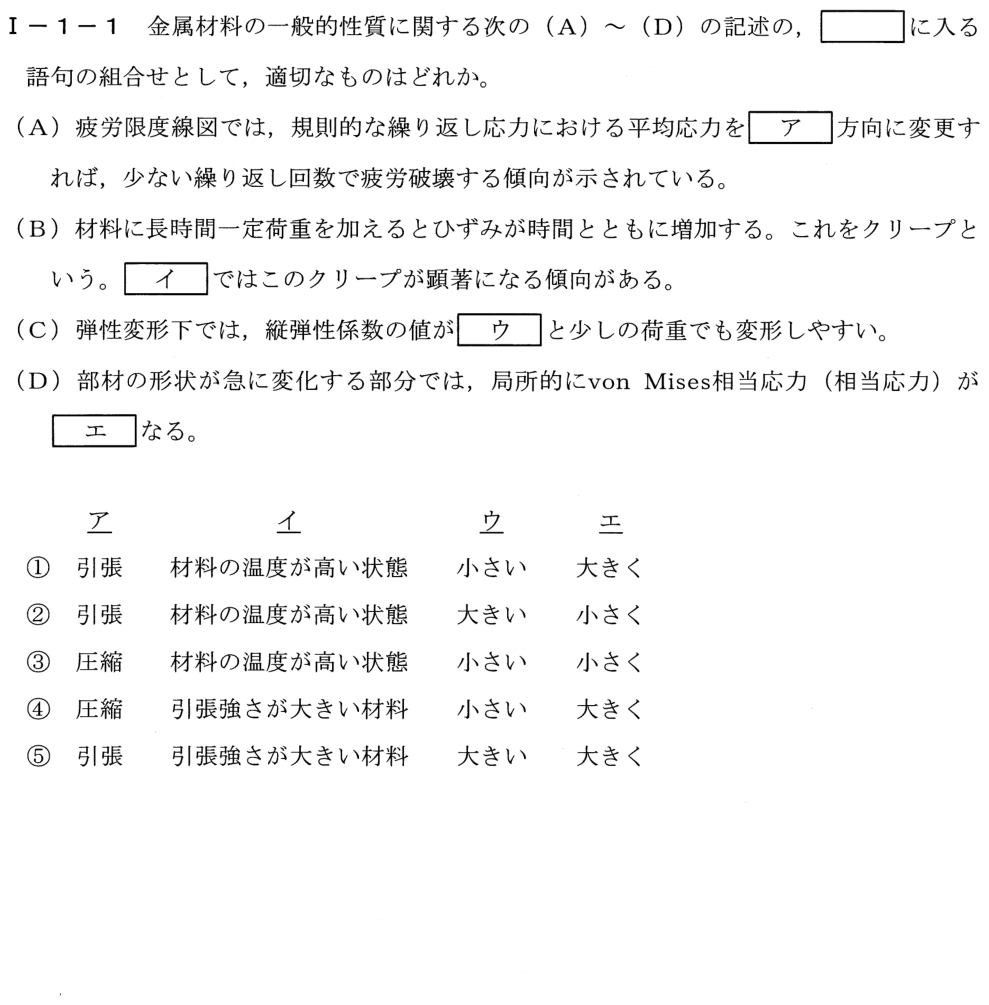 Ⅰ－１－１　金属材料の一般的性質に関する次の（A）～（D）の記述の，　　　　に入る
語句の組合せとして，適切なものはどれか。
（A）疲労限度線図では，規則的な繰り返し応力における平均応力を　ア　方向に変更す
れば，少ない繰り返し回数で疲労破壊する傾向が示されている。
（B）材料に長時間一定荷重を加えるとひずみが時間とともに増加する。これをクリープと
いう。　イ　ではこのクリープが顕著になる傾向がある。
（C）弾性変形下では，縦弾性係数の値が　ウ　と少しの荷重でも変形しやすい。
（D）部材の形状が急に変化する部分では，局所的にvon Mises相当応力（相当応力）が
エ　なる。
ア　イ　ウ　エ
①　引張　材料の温度が高い状態　小さい　大きく
②　引張　材料の温度が高い状態　大きい　小さく
③　圧縮　材料の温度が高い状態　小さい　小さく
④　圧縮　引張強さが大きい材料　小さい　大きく
⑤　引張　引張強さが大きい材料　大きい　大きく